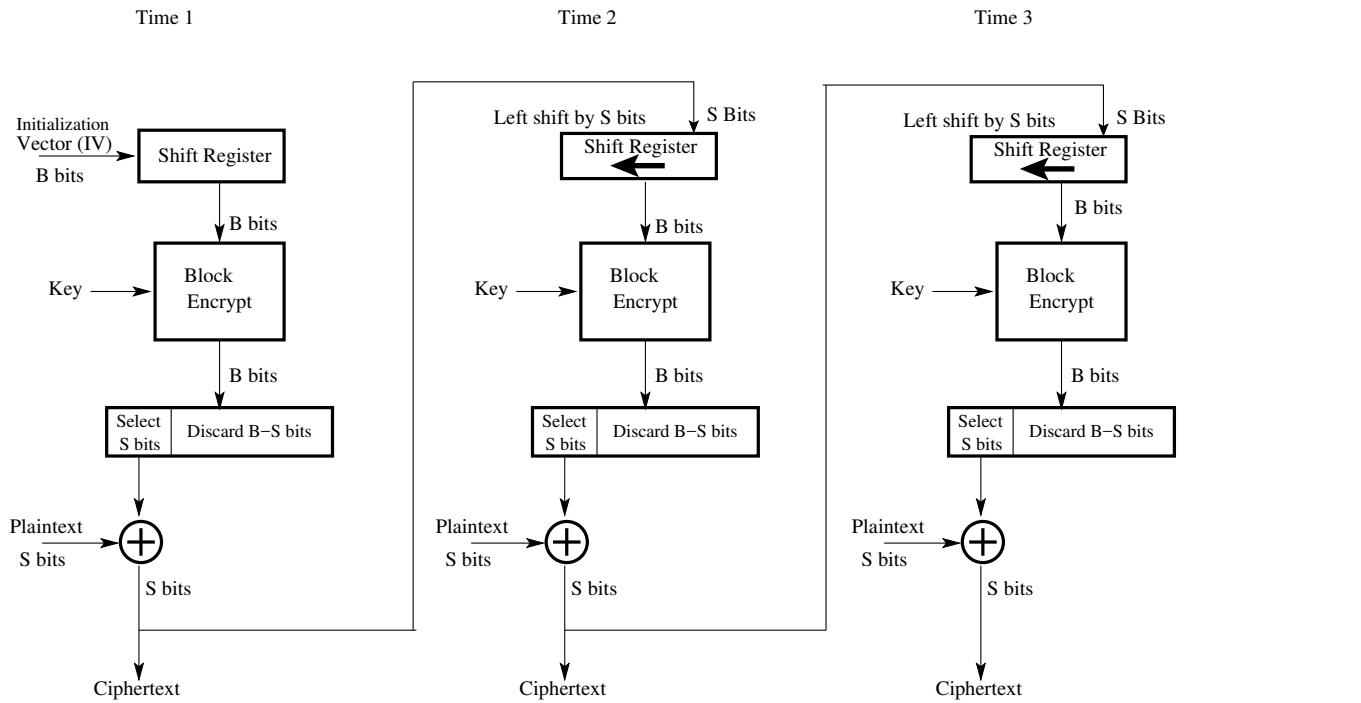 Time 1
Time 2
Time 3
Initialization
Vector (IV)
B bits
Shift Register
Left shift by S bits
S Bits
Shift Register
Left shift by S bits
S Bits
Shift Register
B bits
B bits
B bits
Key
Block
Encrypt
Key
Block
Encrypt
Key
Block
Encrypt
B bits
B bits
B bits
Select
S bits
Discard B−S bits
Select
S bits
Discard B−S bits
Select
S bits
Discard B−S bits
Plaintext
S bits
Plaintext
S bits
Plaintext
S bits
S bits
S bits
S bits
Ciphertext
Ciphertext
Ciphertext